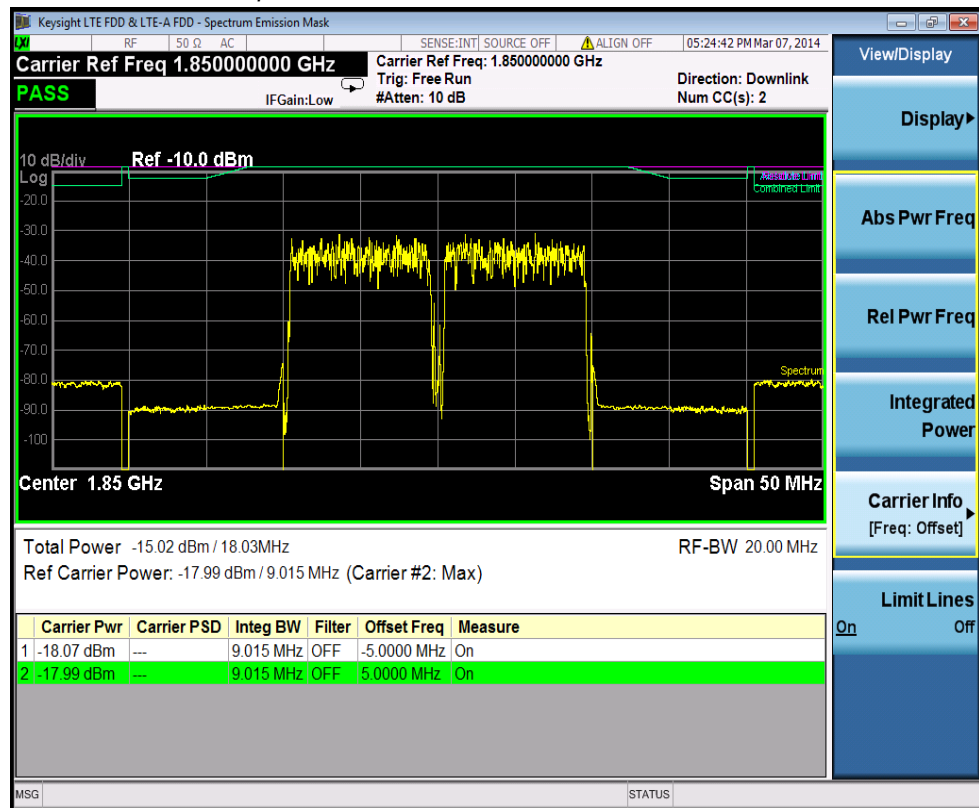 Keysight LTE FDD & LTE-A FDD - Spectrum Emission Mask
LXI RF 50 Ω AC SENSE:INT SOURCE OFF ALIGN OFF 05:24:42 PM Mar 07, 2014
Carrier Ref Freq 1.850000000 GHz
PASS
IFGain:Low
Carrier Ref Freq: 1.850000000 GHz
Trig: Free Run
#Atten: 10 dB
Direction: Downlink
Num CC(s): 2
10 dB/div Ref -10.0 dBm
Log
Absolute Limit
Combined Limit
-20.0
-30.0
-40.0
-50.0
-60.0
-70.0
-80.0
Spectrum
-90.0
-100
Center 1.85 GHz Span 50 MHz
Total Power -15.02 dBm / 18.03MHz RF-BW 20.00 MHz
Ref Carrier Power: -17.99 dBm / 9.015 MHz (Carrier #2: Max)
Carrier Pwr Carrier PSD Integ BW Filter Offset Freq Measure
1 -18.07 dBm --- 9.015 MHz OFF -5.0000 MHz On
2 -17.99 dBm --- 9.015 MHz OFF 5.0000 MHz On
MSG STATUS
View/Display
Display
Abs Pwr Freq
Rel Pwr Freq
Integrated
Power
Carrier Info
[Freq: Offset]
Limit Lines
On Off